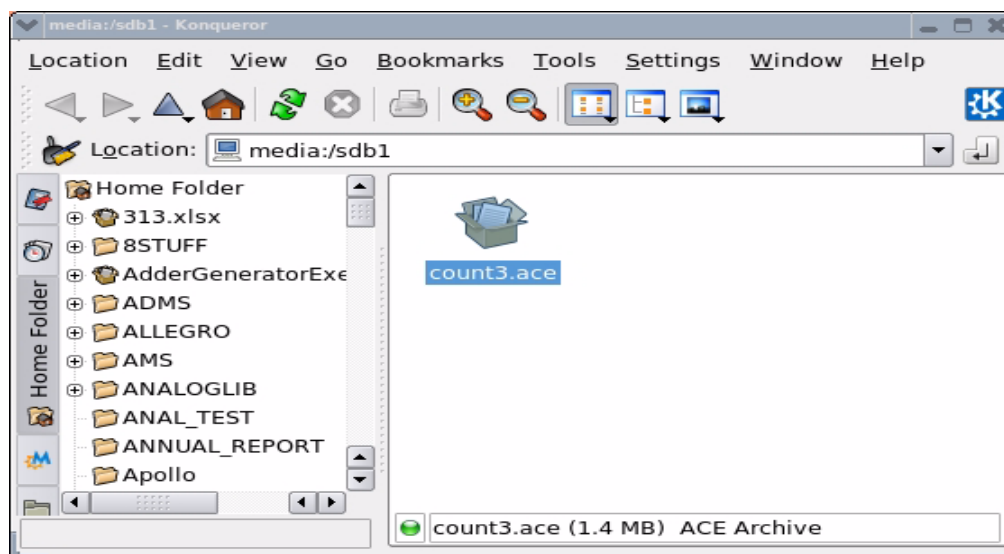 media:/sdb1 - Konqueror
Location Edit View Go Bookmarks Tools Settings Window Help
Location: media:/sdb1
Home Folder
Home Folder
313.xlsx
8STUFF
AdderGeneratorExe
ADMS
ALLEGRO
AMS
ANALOGLIB
ANAL_TEST
ANNUAL_REPORT
Apollo
count3.ace
count3.ace (1.4 MB) ACE Archive